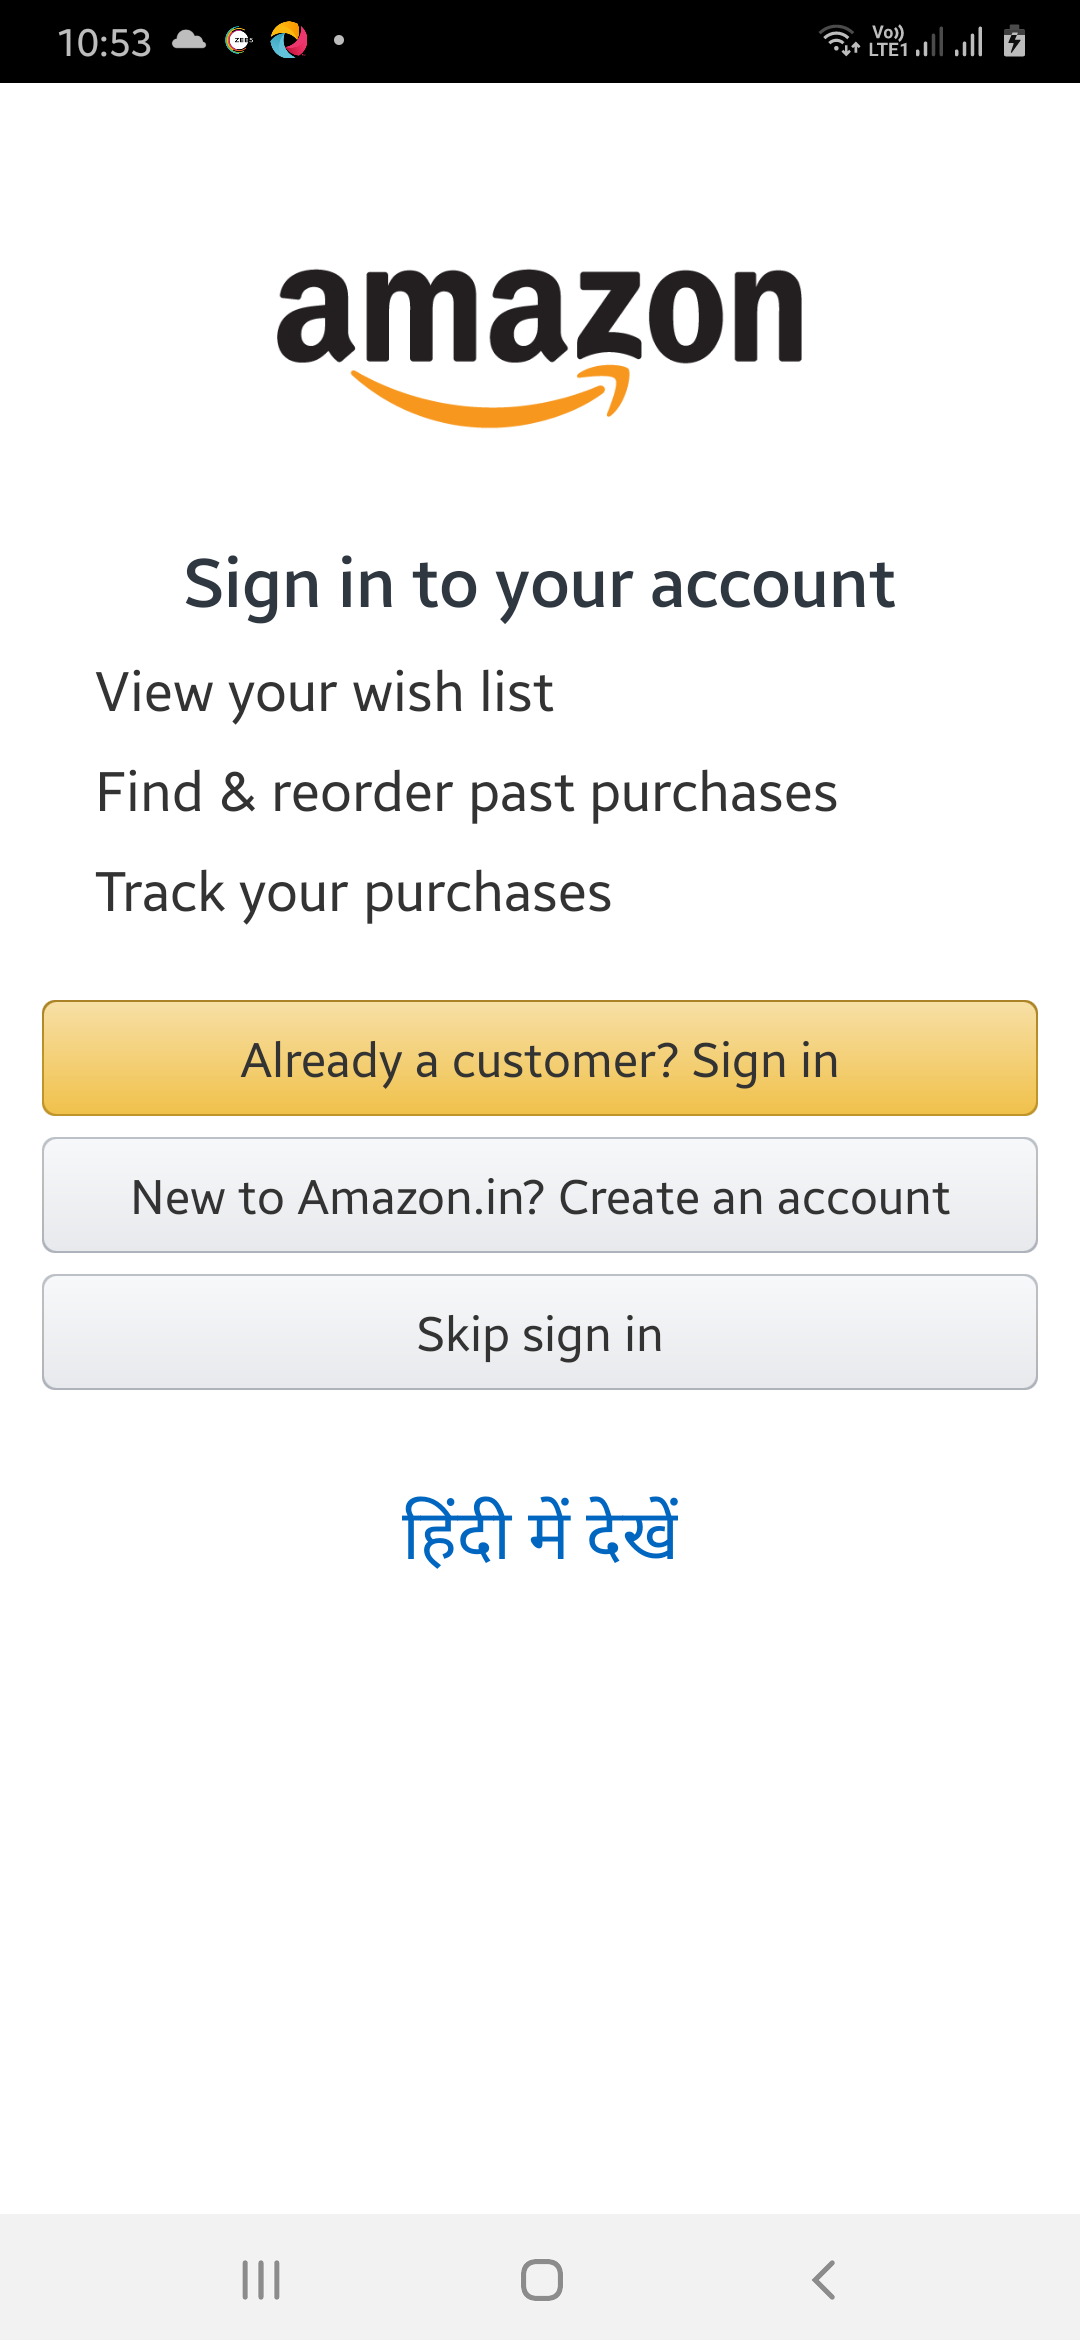 10:53
ZEE5
Vo))
LTE1
amazon
Sign in to your account
View your wish list
Find & reorder past purchases
Track your purchases
Already a customer? Sign in
New to Amazon.in? Create an account
Skip sign in
हिंदी में देखें